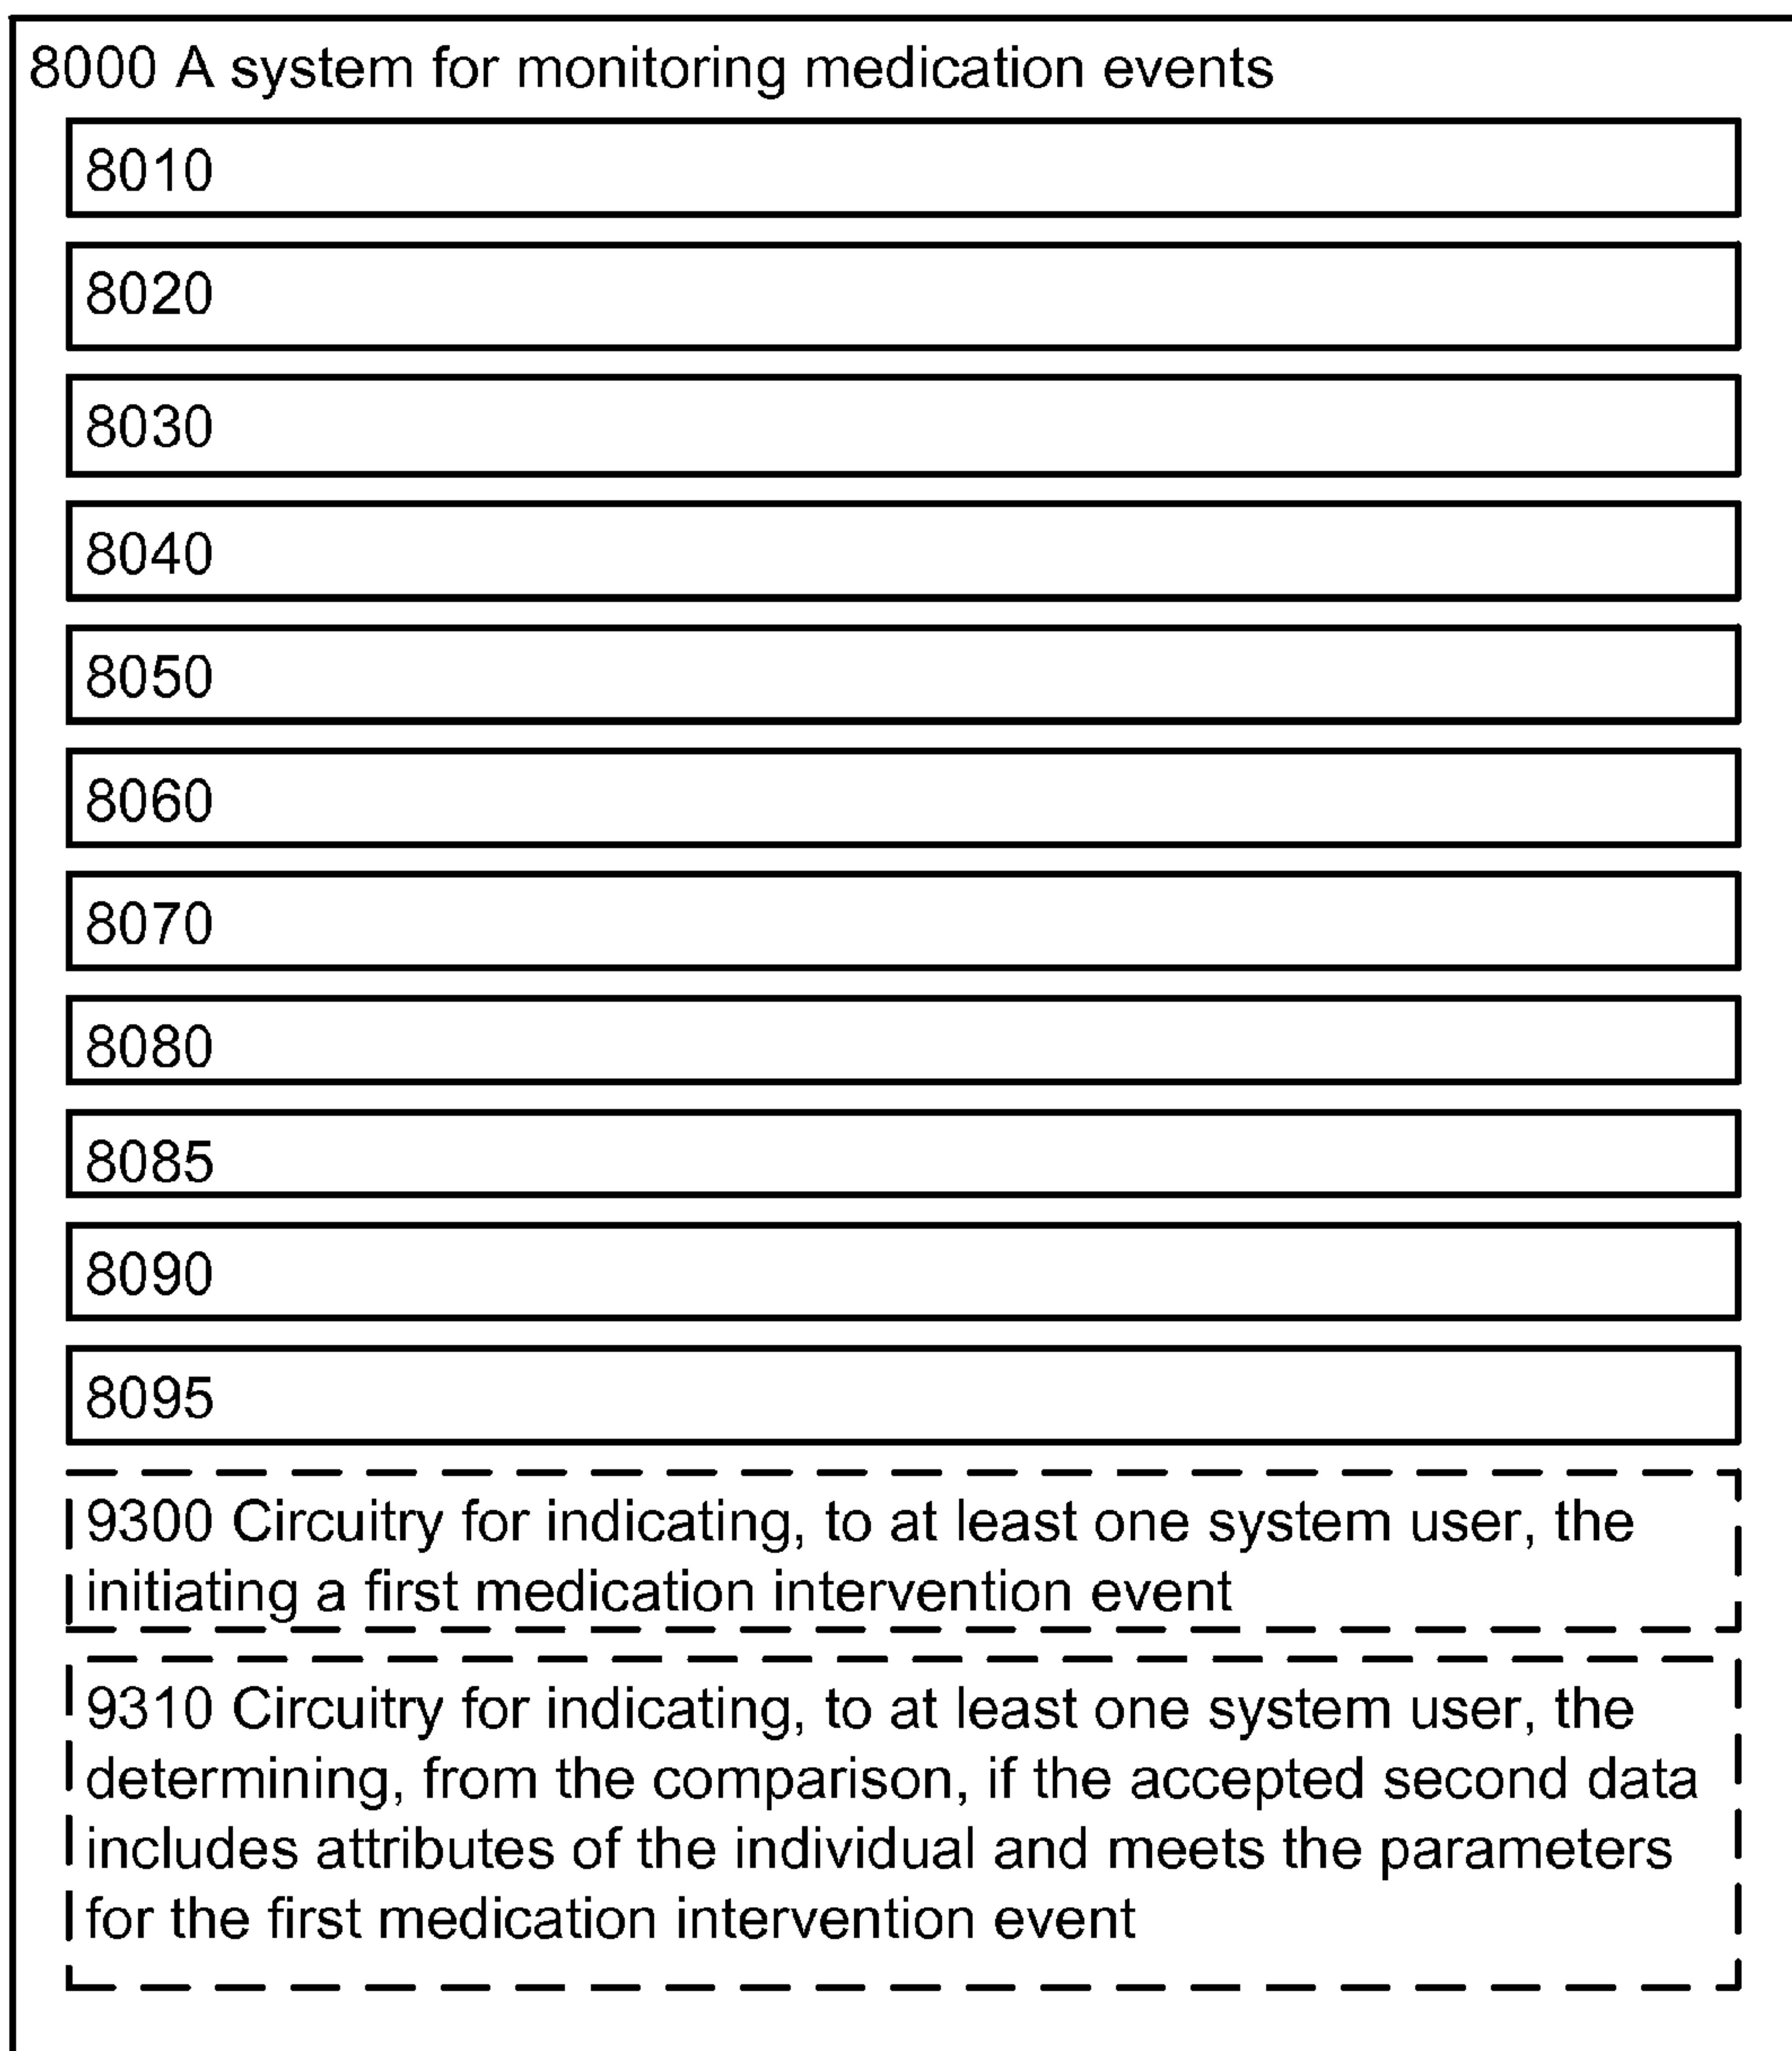 8000 A system for monitoring medication events
8010
8020
8030
8040
8050
8060
8070
8080
8085
8090
8095
9300 Circuitry for indicating, to at least one system user, the
initiating a first medication intervention event
9310 Circuitry for indicating, to at least one system user, the
determining, from the comparison, if the accepted second data
includes attributes of the individual and meets the parameters
for the first medication intervention event